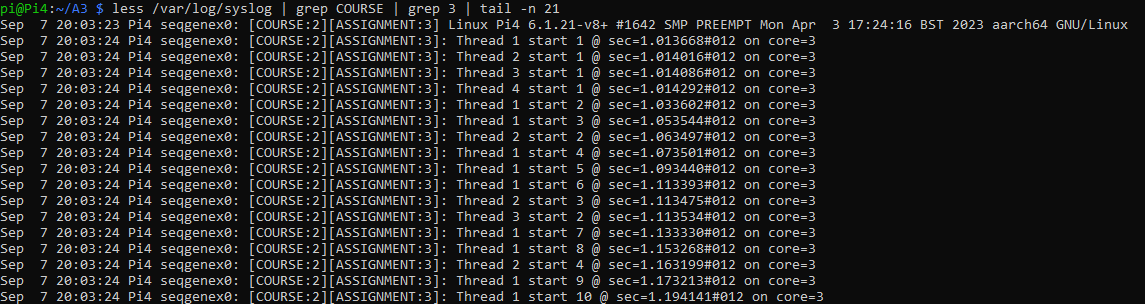 pi@Pi4:~/A3 $ less /var/log/syslog | grep COURSE | grep 3 | tail -n 21
Sep  7 20:03:23 Pi4 seqgenex0: [COURSE:2][ASSIGNMENT:3] Linux Pi4 6.1.21-v8+ #1642 SMP PREEMPT Mon Apr  3 17:24:16 BST 2023 aarch64 GNU/Linux
Sep  7 20:03:24 Pi4 seqgenex0: [COURSE:2][ASSIGNMENT:3]: Thread 1 start 1 @ sec=1.013668#012 on core=3
Sep  7 20:03:24 Pi4 seqgenex0: [COURSE:2][ASSIGNMENT:3]: Thread 2 start 1 @ sec=1.014016#012 on core=3
Sep  7 20:03:24 Pi4 seqgenex0: [COURSE:2][ASSIGNMENT:3]: Thread 3 start 1 @ sec=1.014086#012 on core=3
Sep  7 20:03:24 Pi4 seqgenex0: [COURSE:2][ASSIGNMENT:3]: Thread 4 start 1 @ sec=1.014292#012 on core=3
Sep  7 20:03:24 Pi4 seqgenex0: [COURSE:2][ASSIGNMENT:3]: Thread 1 start 2 @ sec=1.033602#012 on core=3
Sep  7 20:03:24 Pi4 seqgenex0: [COURSE:2][ASSIGNMENT:3]: Thread 1 start 3 @ sec=1.053544#012 on core=3
Sep  7 20:03:24 Pi4 seqgenex0: [COURSE:2][ASSIGNMENT:3]: Thread 2 start 2 @ sec=1.063497#012 on core=3
Sep  7 20:03:24 Pi4 seqgenex0: [COURSE:2][ASSIGNMENT:3]: Thread 1 start 4 @ sec=1.073501#012 on core=3
Sep  7 20:03:24 Pi4 seqgenex0: [COURSE:2][ASSIGNMENT:3]: Thread 1 start 5 @ sec=1.093440#012 on core=3
Sep  7 20:03:24 Pi4 seqgenex0: [COURSE:2][ASSIGNMENT:3]: Thread 1 start 6 @ sec=1.113393#012 on core=3
Sep  7 20:03:24 Pi4 seqgenex0: [COURSE:2][ASSIGNMENT:3]: Thread 2 start 3 @ sec=1.113475#012 on core=3
Sep  7 20:03:24 Pi4 seqgenex0: [COURSE:2][ASSIGNMENT:3]: Thread 3 start 2 @ sec=1.113534#012 on core=3
Sep  7 20:03:24 Pi4 seqgenex0: [COURSE:2][ASSIGNMENT:3]: Thread 1 start 7 @ sec=1.133330#012 on core=3
Sep  7 20:03:24 Pi4 seqgenex0: [COURSE:2][ASSIGNMENT:3]: Thread 1 start 8 @ sec=1.153268#012 on core=3
Sep  7 20:03:24 Pi4 seqgenex0: [COURSE:2][ASSIGNMENT:3]: Thread 2 start 4 @ sec=1.163199#012 on core=3
Sep  7 20:03:24 Pi4 seqgenex0: [COURSE:2][ASSIGNMENT:3]: Thread 1 start 9 @ sec=1.173213#012 on core=3
Sep  7 20:03:24 Pi4 seqgenex0: [COURSE:2][ASSIGNMENT:3]: Thread 1 start 10 @ sec=1.194141#012 on core=3